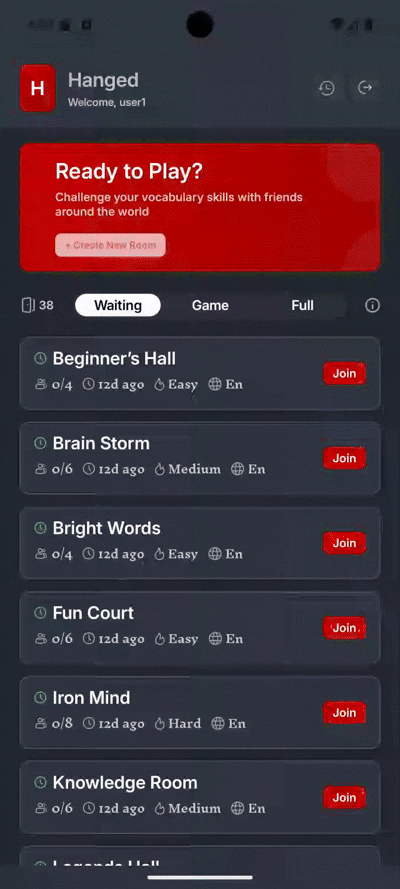 H
Hanged
Welcome, user1
Ready to Play?
Challenge your vocabulary skills with friends
around the world
+ Create New Room
38 Waiting Game Full
Beginner's Hall
0/4 12d ago Easy En
Join
Brain Storm
0/6 12d ago Medium En
Join
Bright Words
0/4 12d ago Easy En
Join
Fun Court
0/6 12d ago Easy En
Join
Iron Mind
0/8 12d ago Hard En
Join
Knowledge Room
0/6 12d ago Medium En
Join
Legends Hall